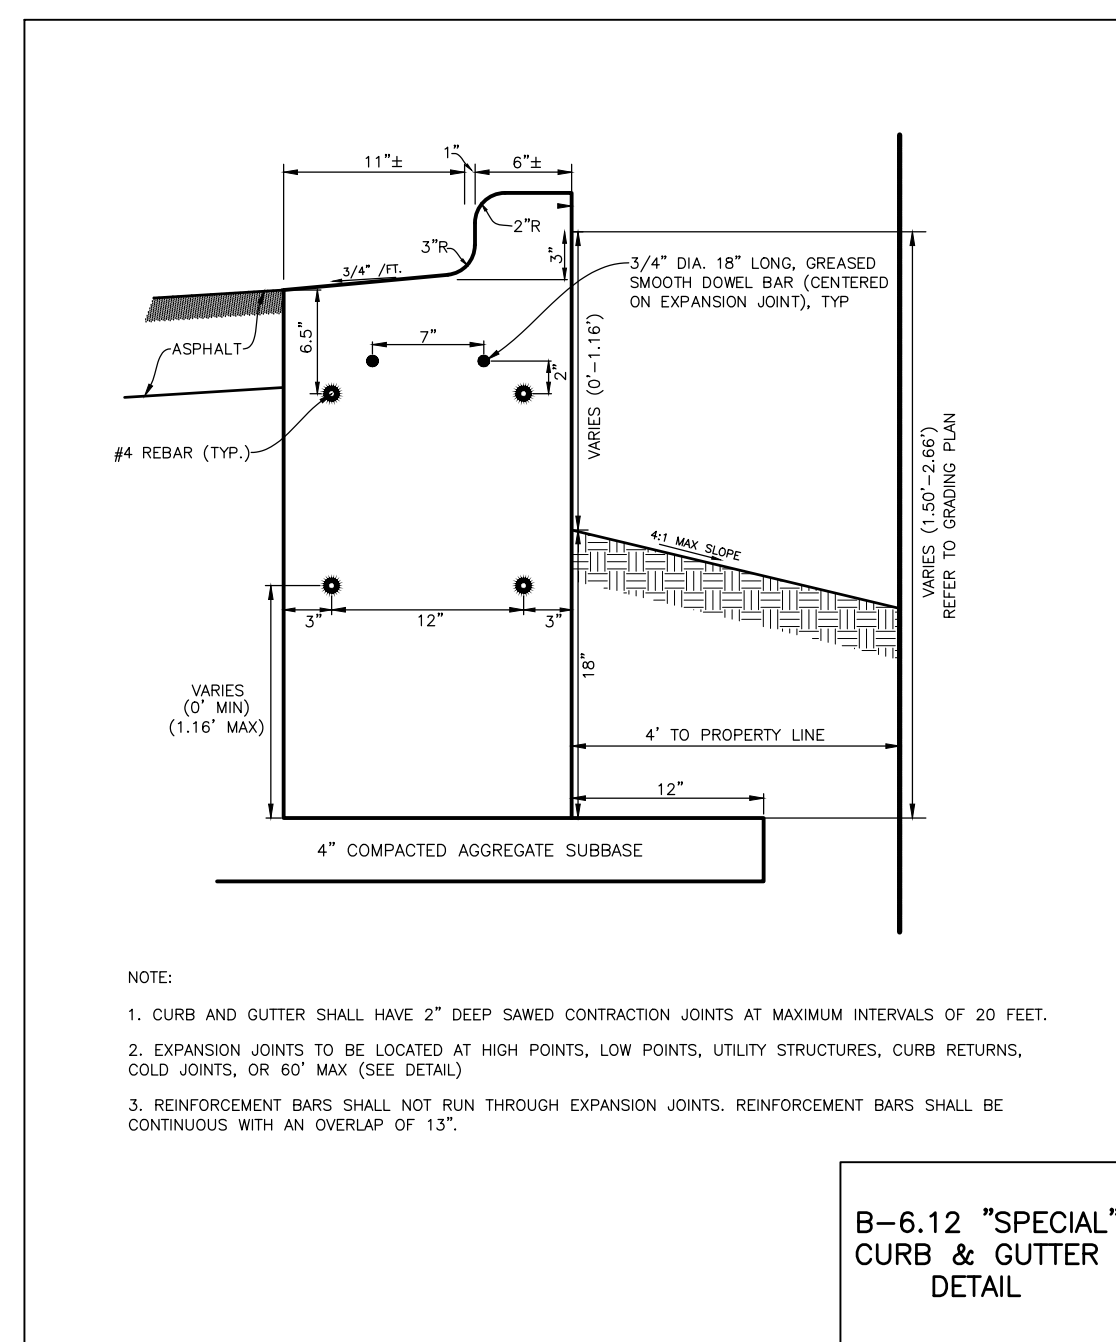 11"±
1"
6"±
2"R
3"R
3"
3/4" /FT.
3/4" DIA. 18" LONG, GREASED
SMOOTH DOWEL BAR (CENTERED
ON EXPANSION JOINT), TYP
6.5"
7"
ASPHALT
2"
VARIES (0'-1.16')
#4 REBAR (TYP.)
VARIES (1.50'-2.66')
REFER TO GRADING PLAN
4:1 MAX SLOPE
3"
12"
3"
18"
VARIES
(0' MIN)
(1.16' MAX)
4' TO PROPERTY LINE
12"
4" COMPACTED AGGREGATE SUBBASE
NOTE:
1. CURB AND GUTTER SHALL HAVE 2" DEEP SAWED CONTRACTION JOINTS AT MAXIMUM INTERVALS OF 20 FEET.
2. EXPANSION JOINTS TO BE LOCATED AT HIGH POINTS, LOW POINTS, UTILITY STRUCTURES, CURB RETURNS,
COLD JOINTS, OR 60' MAX (SEE DETAIL)
3. REINFORCEMENT BARS SHALL NOT RUN THROUGH EXPANSION JOINTS. REINFORCEMENT BARS SHALL BE
CONTINUOUS WITH AN OVERLAP OF 13".
B-6.12 "SPECIAL"
CURB & GUTTER
DETAIL